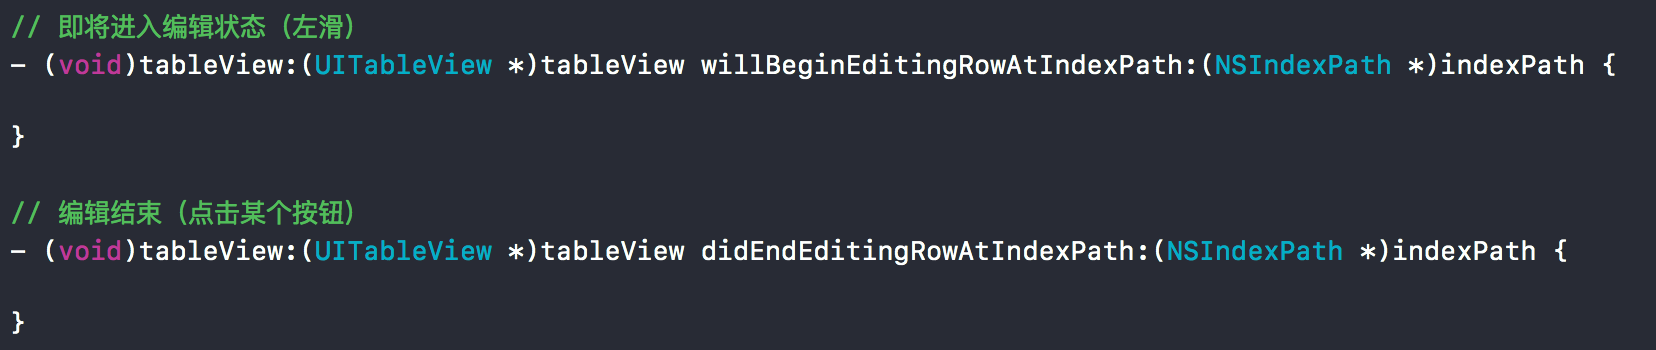 // 即将进入编辑状态（左滑）
- (void)tableView:(UITableView *)tableView willBeginEditingRowAtIndexPath:(NSIndexPath *)indexPath {
}
// 编辑结束（点击某个按钮）
- (void)tableView:(UITableView *)tableView didEndEditingRowAtIndexPath:(NSIndexPath *)indexPath {
}